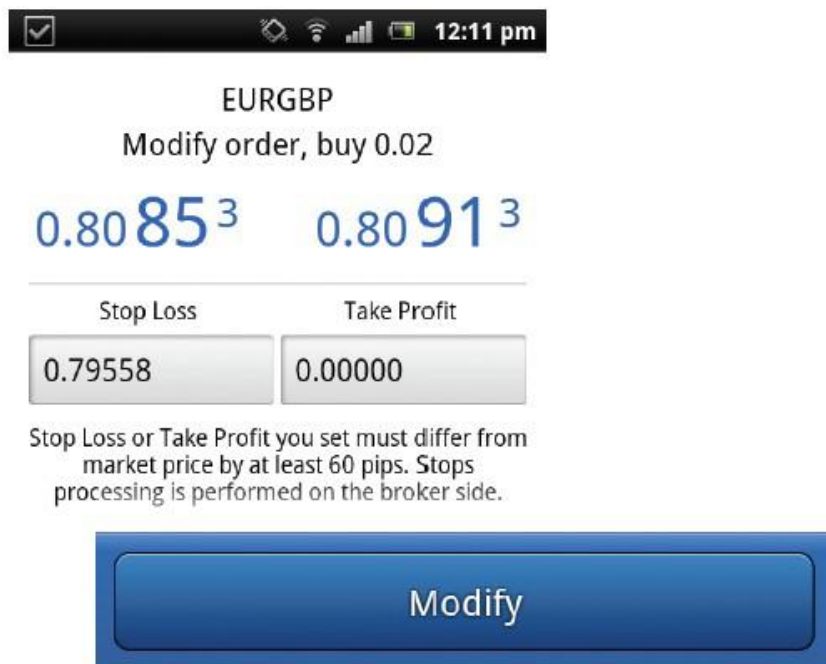 12:11 pm
EURGBP
Modify order, buy 0.02
0.80853 0.80913
Stop Loss Take Profit
0.79558 0.00000
Stop Loss or Take Profit you set must differ from
market price by at least 60 pips. Stops
processing is performed on the broker side.
Modify